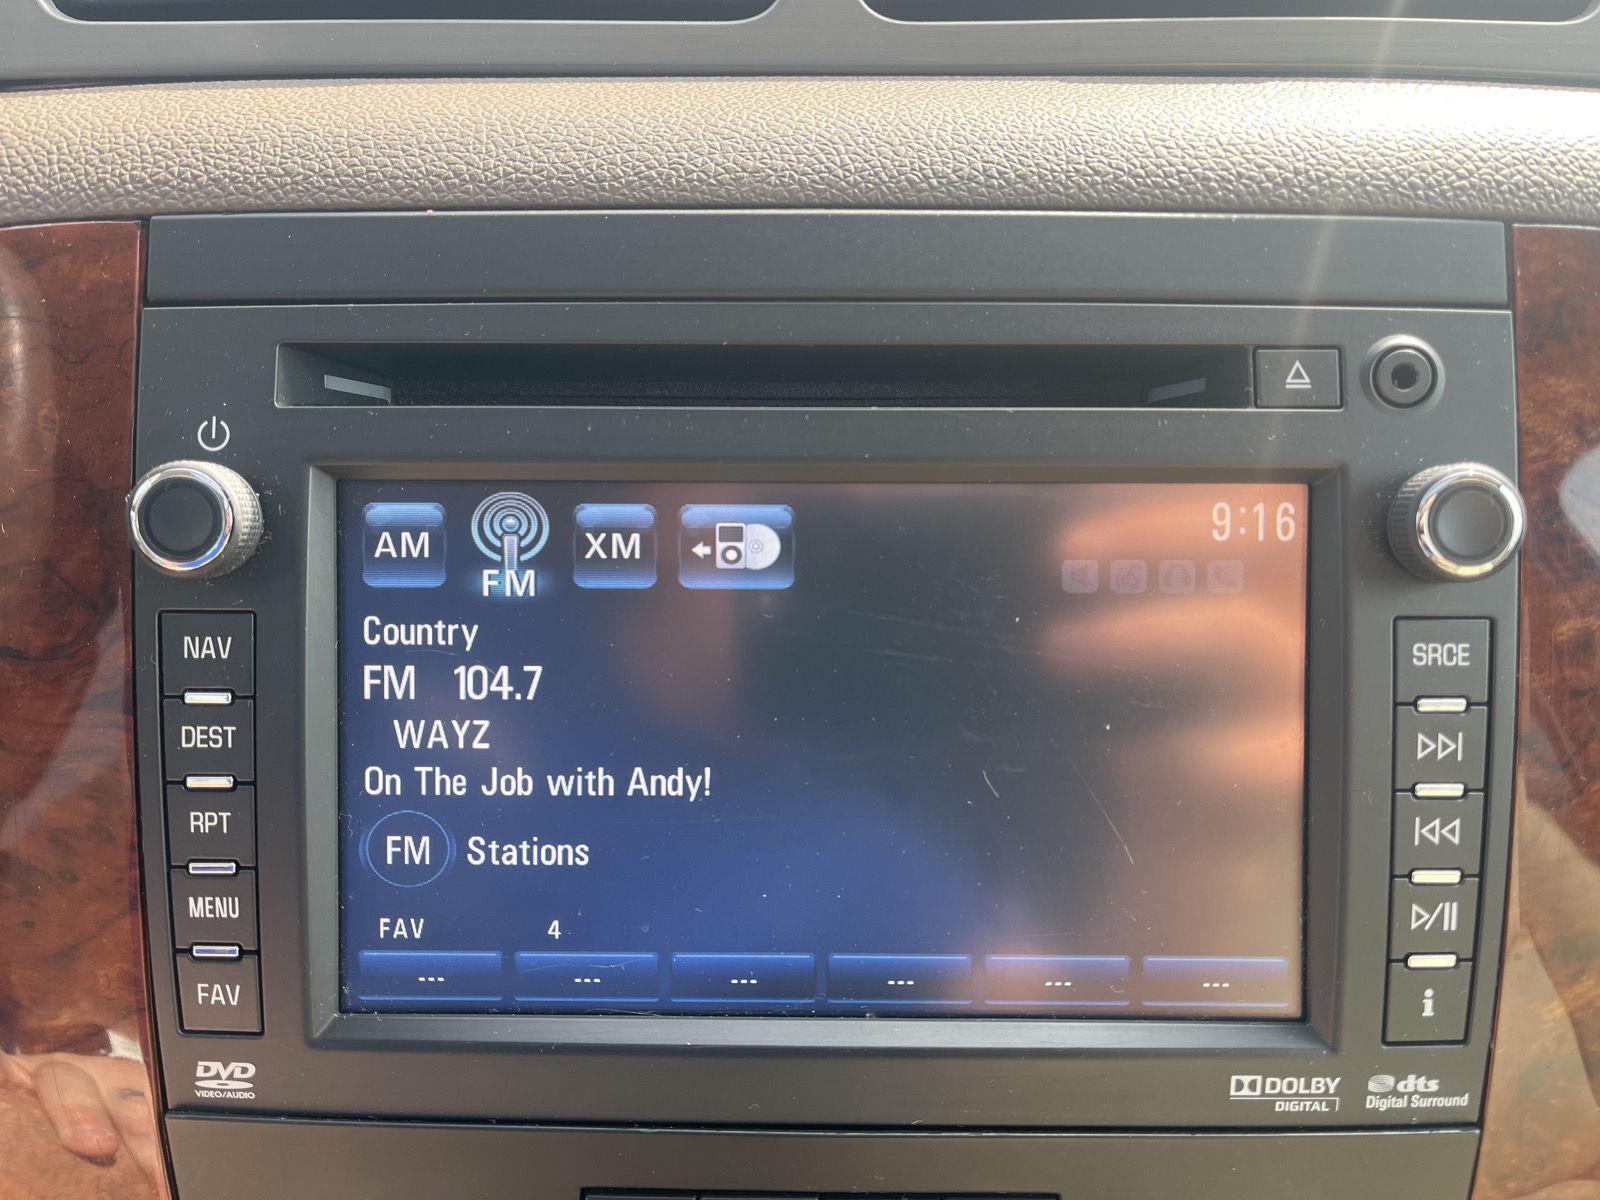 AM FM XM
9:16
Country
FM 104.7
WAYZ
On The Job with Andy!
FM Stations
FAV 4
--- --- --- --- --- ---
NAV
DEST
RPT
MENU
FAV
SRCE
i
DVD
VIDEO/AUDIO
DOLBY
DIGITAL
dts
Digital Surround